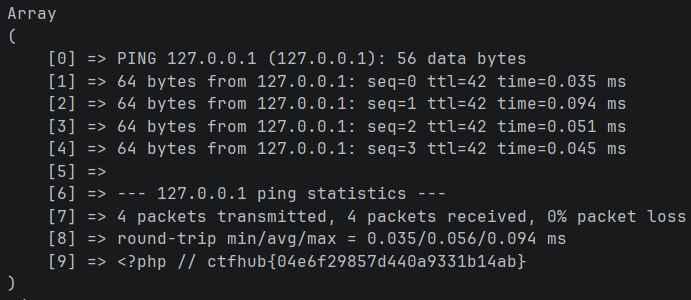 Array
(
[0] => PING 127.0.0.1 (127.0.0.1): 56 data bytes
[1] => 64 bytes from 127.0.0.1: seq=0 ttl=42 time=0.035 ms
[2] => 64 bytes from 127.0.0.1: seq=1 ttl=42 time=0.094 ms
[3] => 64 bytes from 127.0.0.1: seq=2 ttl=42 time=0.051 ms
[4] => 64 bytes from 127.0.0.1: seq=3 ttl=42 time=0.045 ms
[5] =>
[6] => --- 127.0.0.1 ping statistics ---
[7] => 4 packets transmitted, 4 packets received, 0% packet loss
[8] => round-trip min/avg/max = 0.035/0.056/0.094 ms
[9] => <?php // ctfhub{04e6f29857d440a9331b14ab}
)